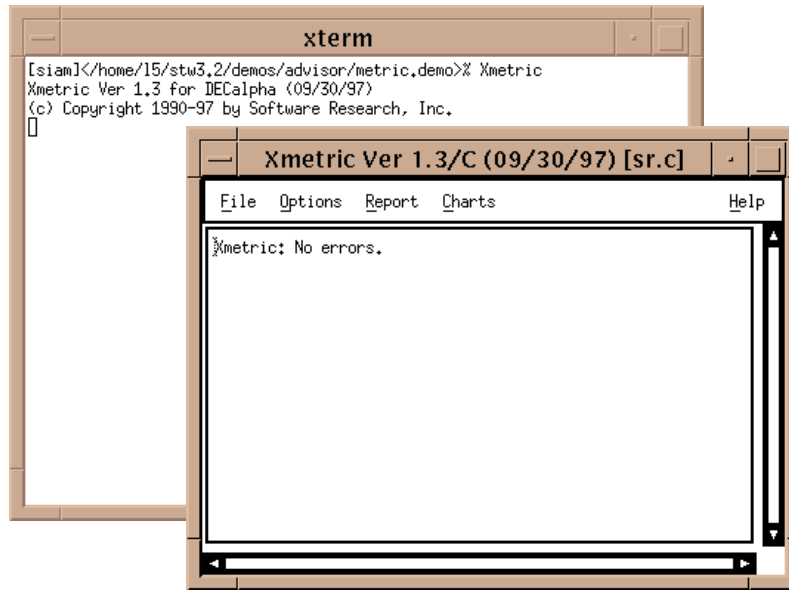 xterm
[siam]</home/l5/stw3.2/demos/advisor/metric.demo>% Xmetric
Xmetric Ver 1.3 for DECalpha (09/30/97)
(c) Copyright 1990-97 by Software Research, Inc.
Xmetric Ver 1.3/C (09/30/97) [sr.c]
File Options Report Charts Help
Xmetric: No errors.